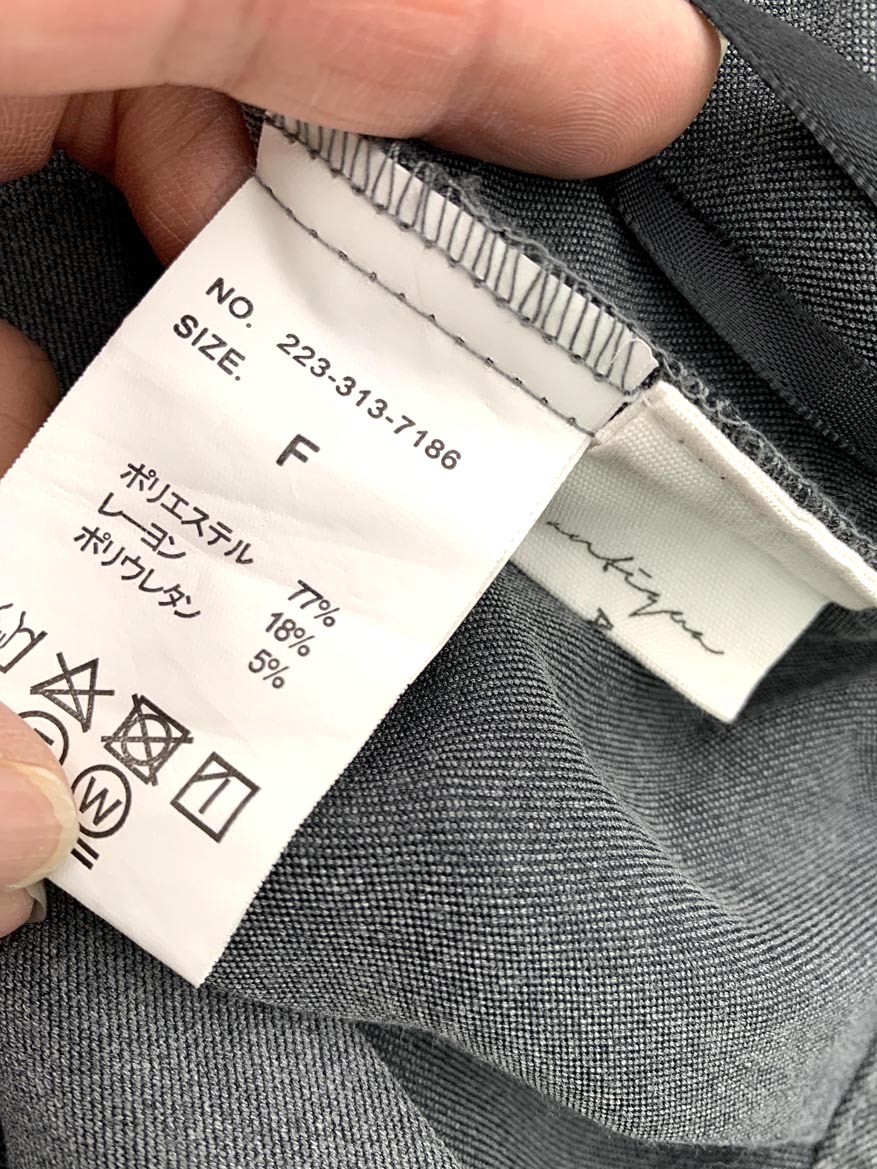 NO. 223-313-7186
SIZE. F
ポリエステル 77%
レーヨン 18%
ポリウレタン 5%
W
antiqua